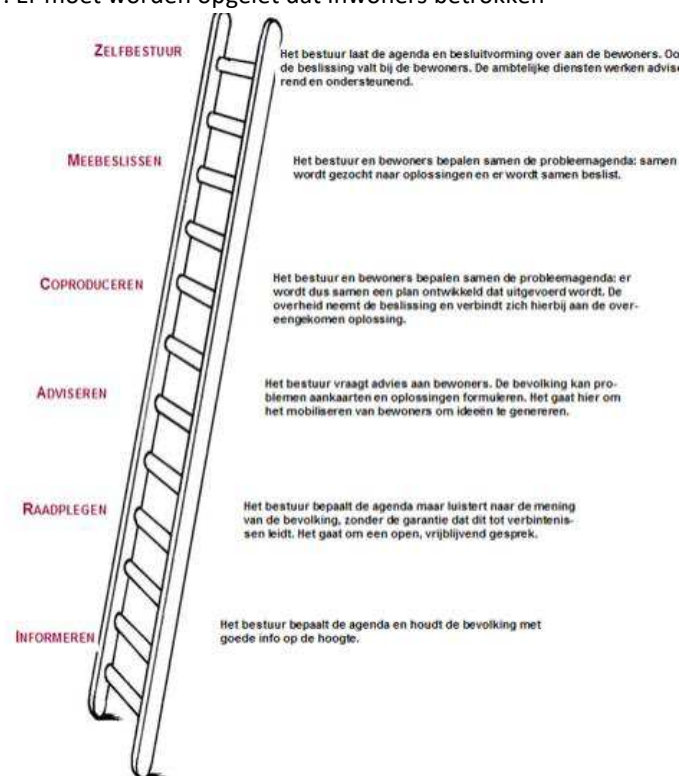 . Er moet worden opgelet dat inwoners betrokken
ZELFBESTUUR
Het bestuur laat de agenda en besluitvorming over aan de bewoners. Oo
de beslissing valt bij de bewoners. De ambtelijke diensten werken advise
rend en ondersteunend.
MEEBESLISSEN
Het bestuur en bewoners bepalen samen de probleemagenda: samen
wordt gezocht naar oplossingen en er wordt samen beslist.
COPRODUCEREN
Het bestuur en bewoners bepalen samen de probleemagenda: er
wordt dus samen een plan ontwikkeld dat uitgevoerd wordt. De
overheid neemt de beslissing en verbindt zich hierbij aan de over-
eengekomen oplossing.
ADVISEREN
Het bestuur vraagt advies aan bewoners. De bevolking kan pro-
blemen aankaarten en oplossingen formuleren. Het gaat hier om
het mobiliseren van bewoners om ideeën te genereren.
RAADPLEGEN
Het bestuur bepaalt de agenda maar luistert naar de mening
van de bevolking, zonder de garantie dat dit tot verbintenis-
sen leidt. Het gaat om een open, vrijblijvend gesprek.
INFORMEREN
Het bestuur bepaalt de agenda en houdt de bevolking met
goede info op de hoogte.